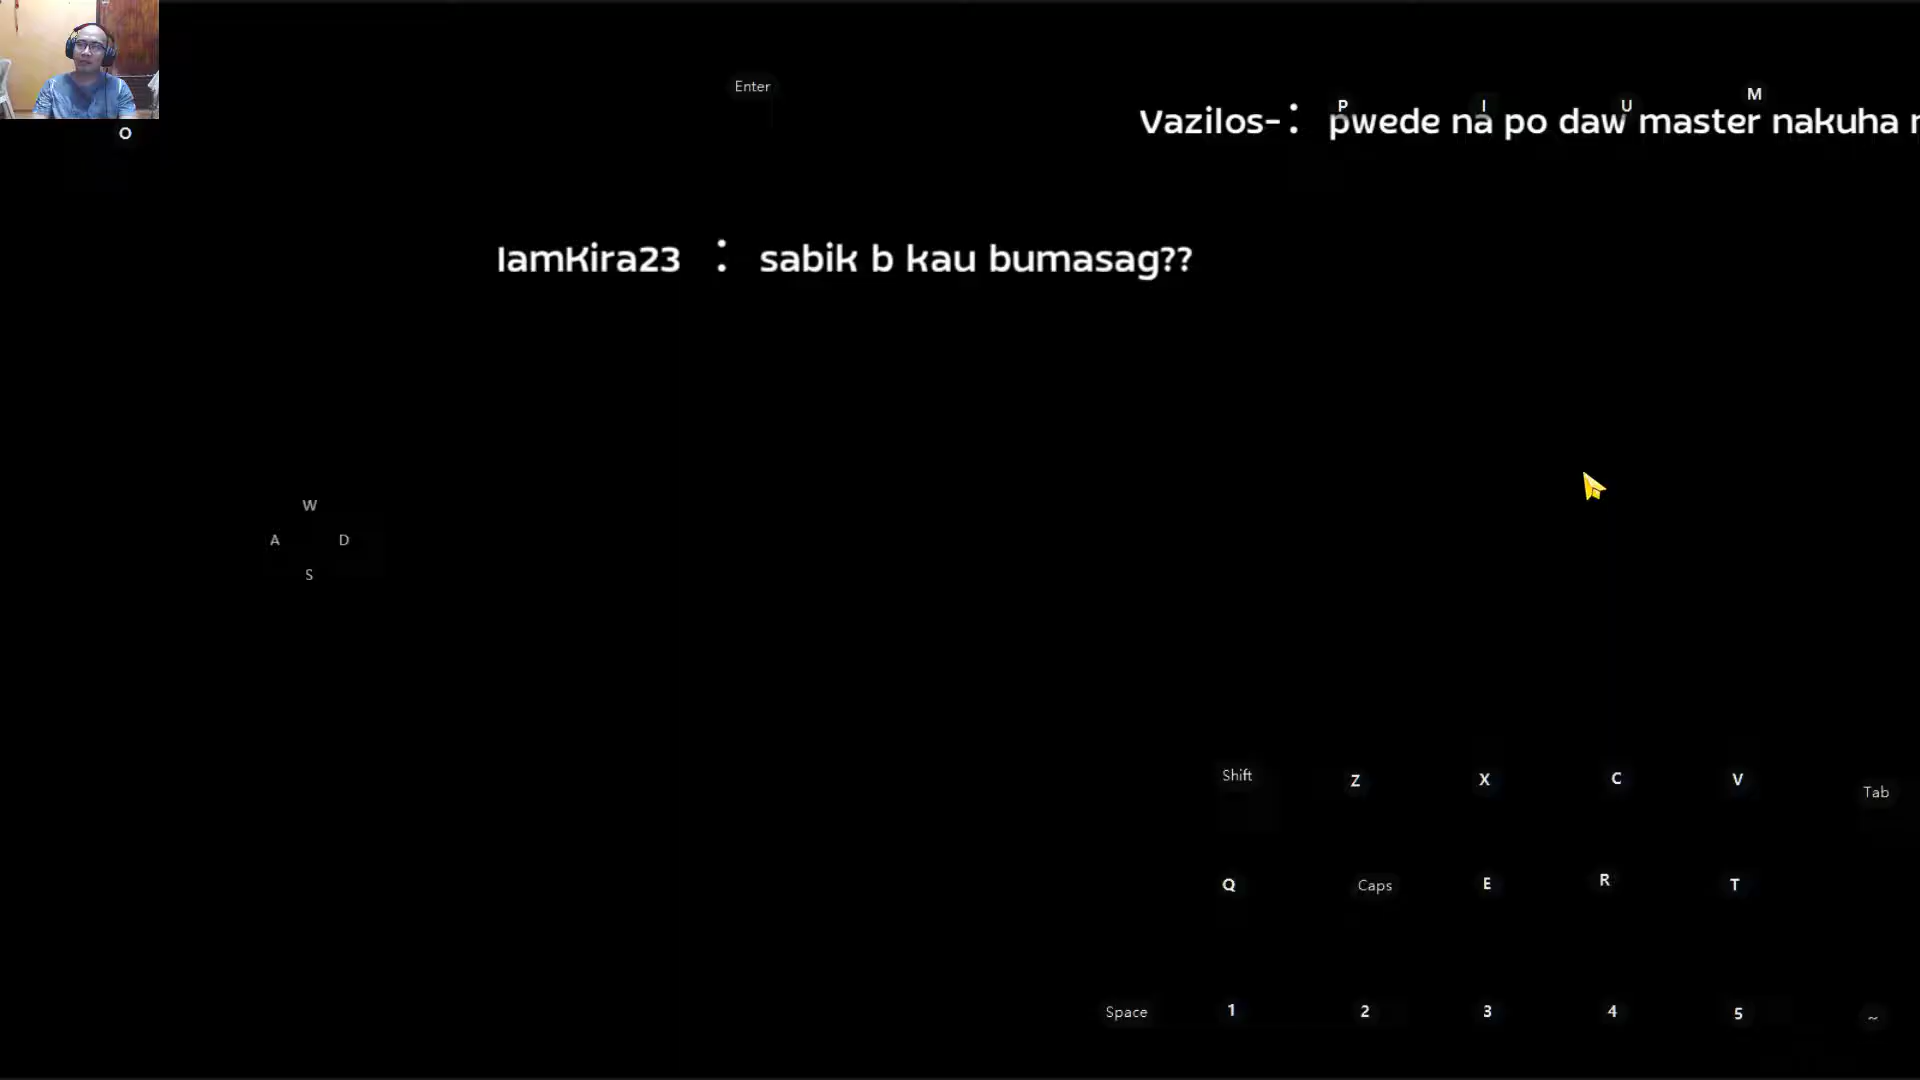 Enter
M
P I U
Vazilos-: pwede na po daw master nakuha
O
IamKira23 : sabik b kau bumasag??
W
A D
S
Shift Z X C V Tab
Q Caps E R T
Space 1 2 3 4 5 ~